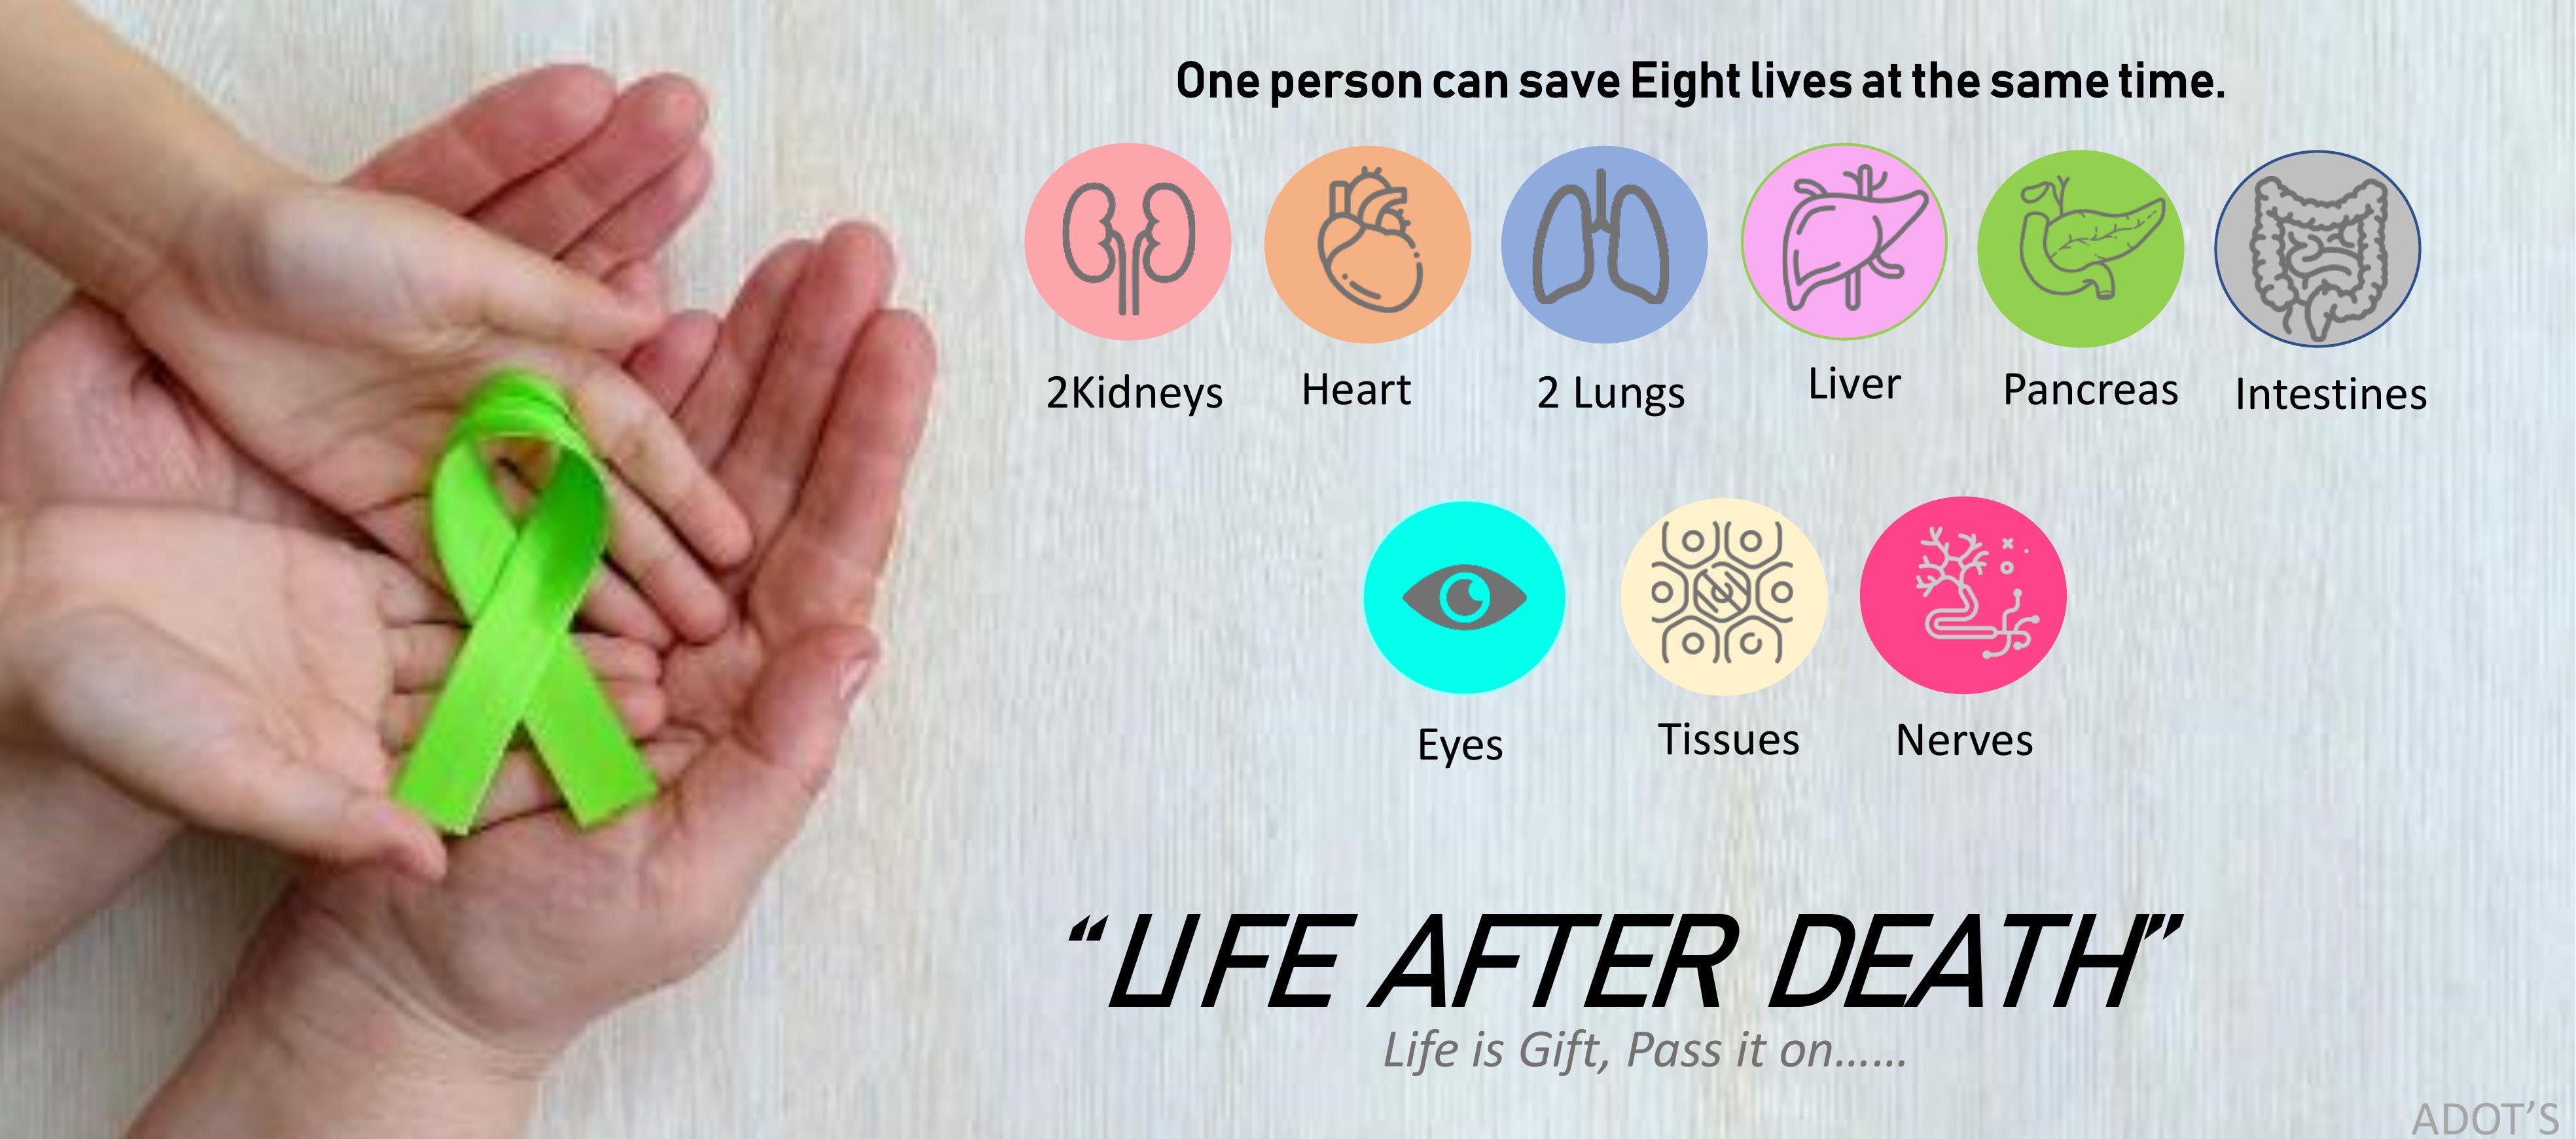 One person can save Eight lives at the same time.
2Kidneys Heart 2 Lungs Liver Pancreas Intestines
Eyes Tissues Nerves
“LIFE AFTER DEATH”
Life is Gift, Pass it on......
ADOT’S